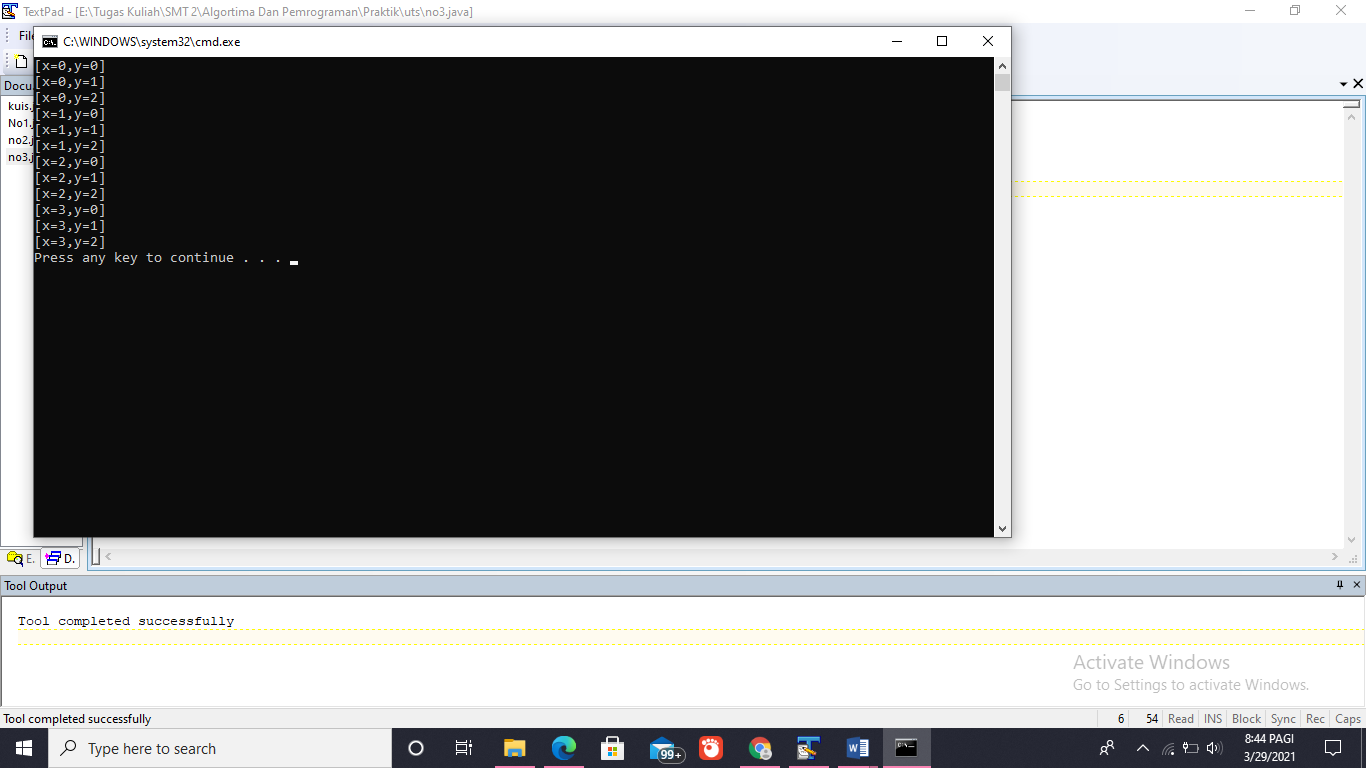 TextPad - [E:\Tugas Kuliah\SMT 2\Algortima Dan Pemrograman\Praktik\uts\no3.java]
File
C:\WINDOWS\system32\cmd.exe
Docu
kuis.j
No1.j
no2.j
no3.j
[x=0,y=0]
[x=0,y=1]
[x=0,y=2]
[x=1,y=0]
[x=1,y=1]
[x=1,y=2]
[x=2,y=0]
[x=2,y=1]
[x=2,y=2]
[x=3,y=0]
[x=3,y=1]
[x=3,y=2]
Press any key to continue . . .
E. D.
Tool Output
Tool completed successfully
Activate Windows
Go to Settings to activate Windows.
Tool completed successfully 6 54 Read INS Block Sync Rec Caps
Type here to search 99+ 8:44 PAGI
3/29/2021